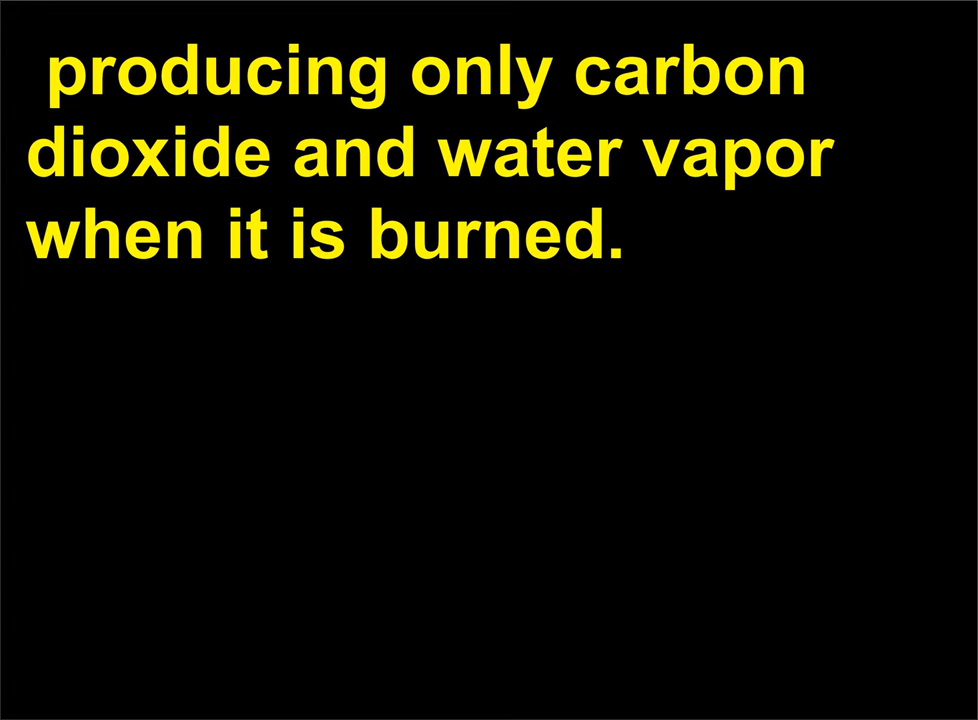 producing only carbon
dioxide and water vapor
when it is burned.